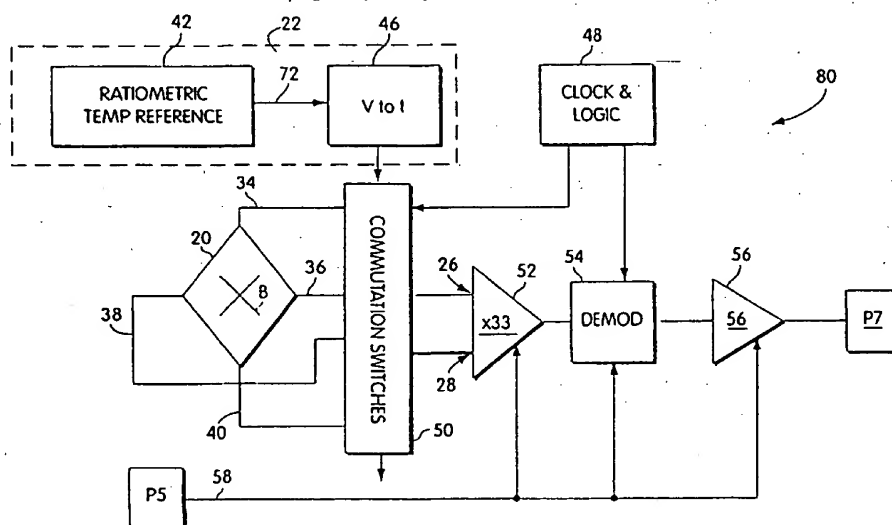 42
22
46
48
RATIOMETRIC
TEMP REFERENCE
72
V to t
CLOCK &
LOGIC
80
34
20
36
38
B
40
COMMUTATION SWITCHES
50
26
52
x33
28
54
DEMOD
56
56
P7
P5
58